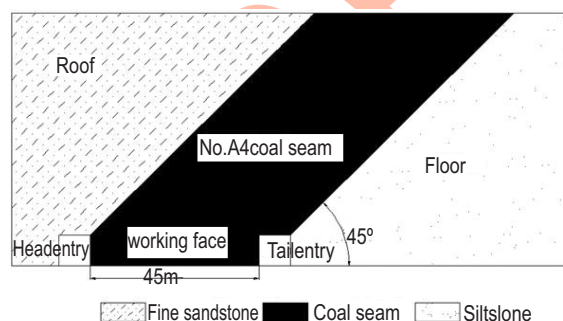 Roof
No.A4coal seam
Floor
Headentry
working face
Tailentry
45º
45m
Fine sandstone
Coal seam
Siltslone